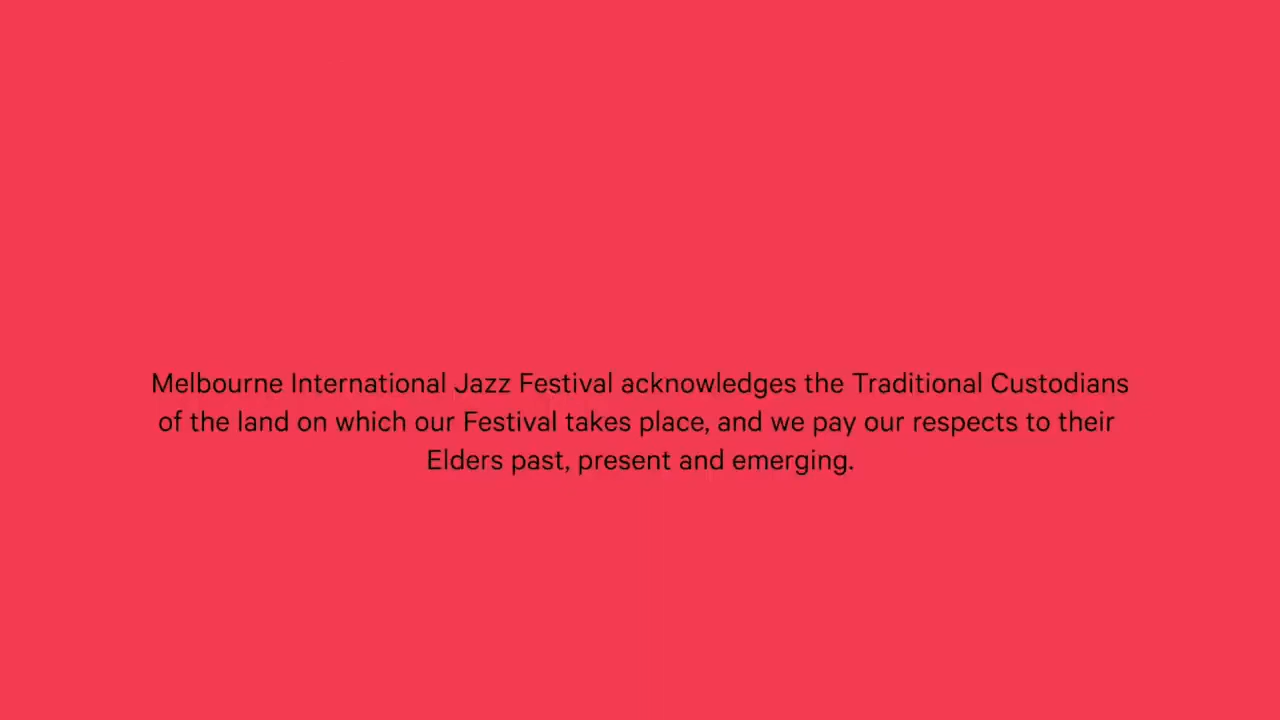 Melbourne International Jazz Festival acknowledges the Traditional Custodians
of the land on which our Festival takes place, and we pay our respects to their
Elders past, present and emerging.